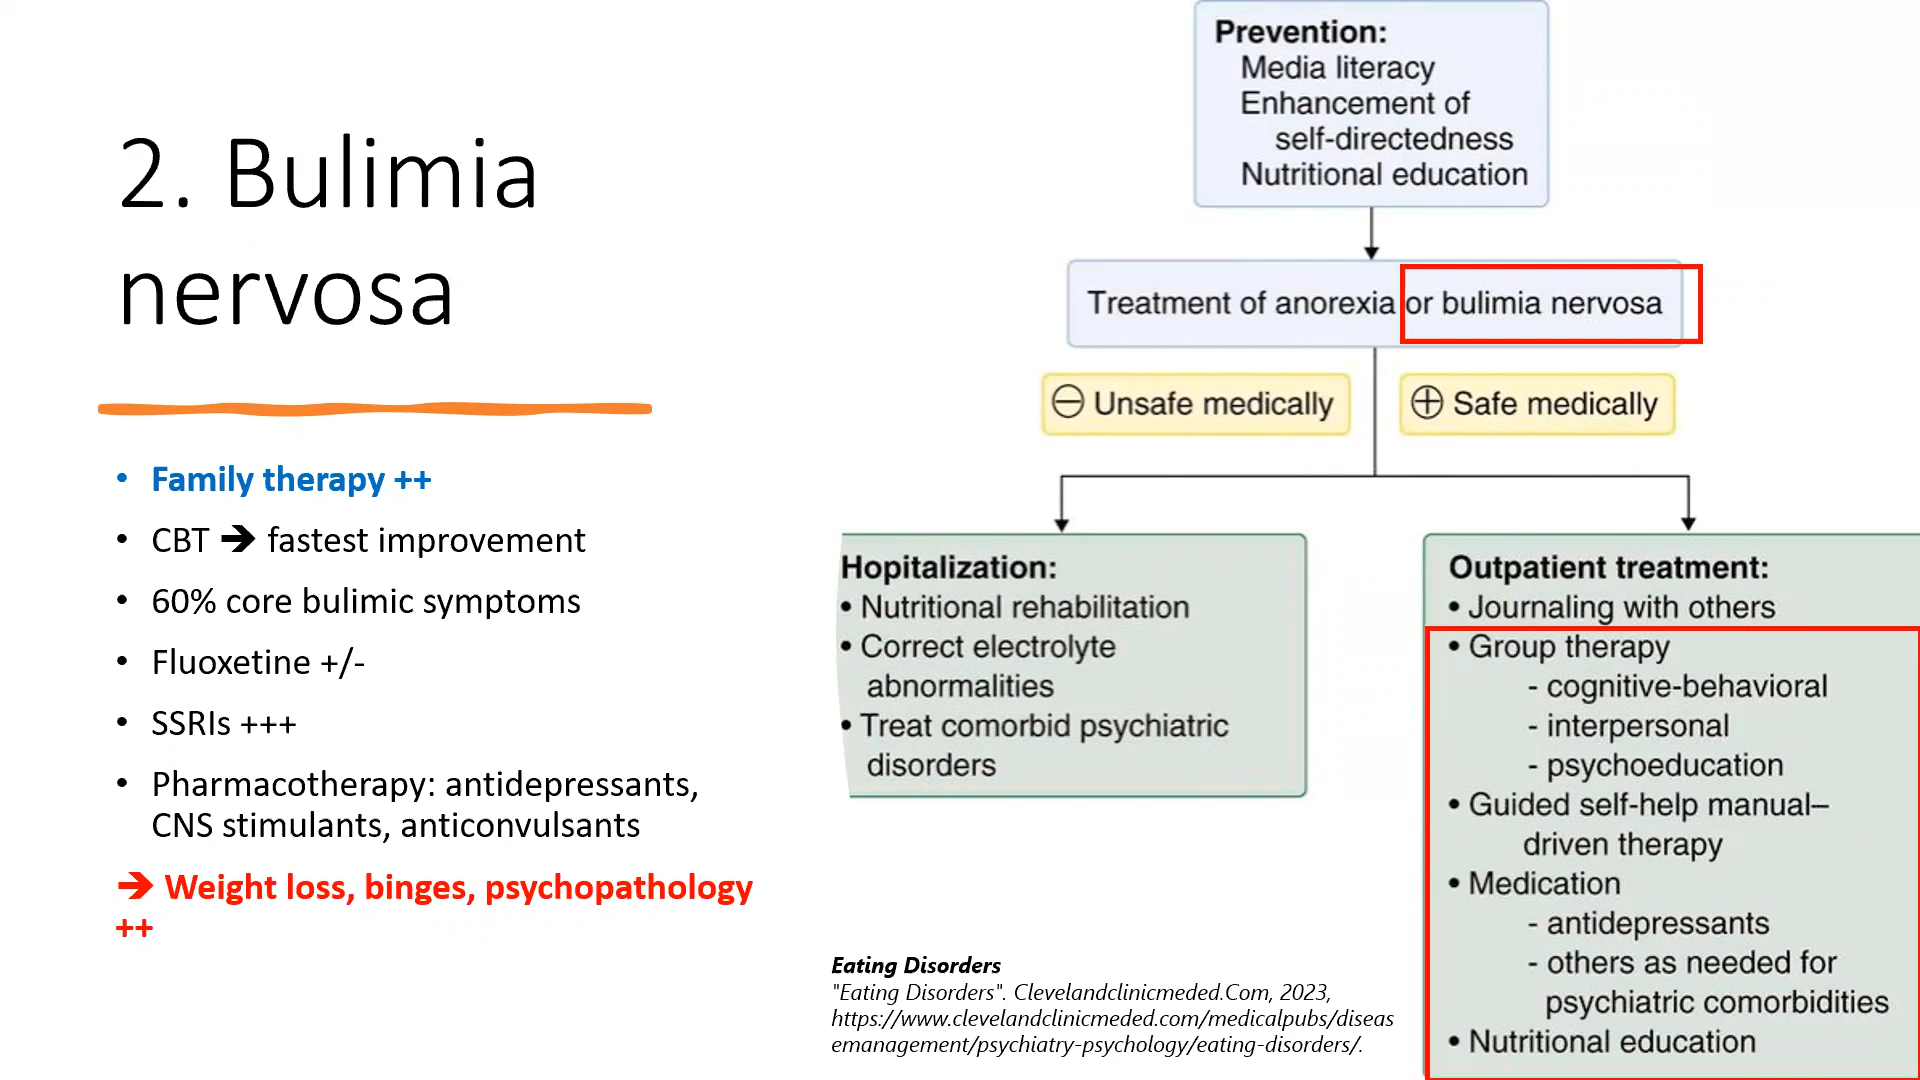 2. Bulimia
nervosa
• Family therapy ++
• CBT ➔ fastest improvement
• 60% core bulimic symptoms
• Fluoxetine +/-
• SSRIs +++
• Pharmacotherapy: antidepressants,
CNS stimulants, anticonvulsants
➔ Weight loss, binges, psychopathology
++
Prevention:
Media literacy
Enhancement of
self-directedness
Nutritional education
Treatment of anorexia or bulimia nervosa
⊖ Unsafe medically
⊕ Safe medically
Hopitalization:
• Nutritional rehabilitation
• Correct electrolyte
abnormalities
• Treat comorbid psychiatric
disorders
Outpatient treatment:
• Journaling with others
• Group therapy
- cognitive-behavioral
- interpersonal
- psychoeducation
• Guided self-help manual–
driven therapy
• Medication
- antidepressants
- others as needed for
psychiatric comorbidities
• Nutritional education
Eating Disorders
"Eating Disorders". Clevelandclinicmeded.Com, 2023,
https://www.clevelandclinicmeded.com/medicalpubs/diseas
emanagement/psychiatry-psychology/eating-disorders/.